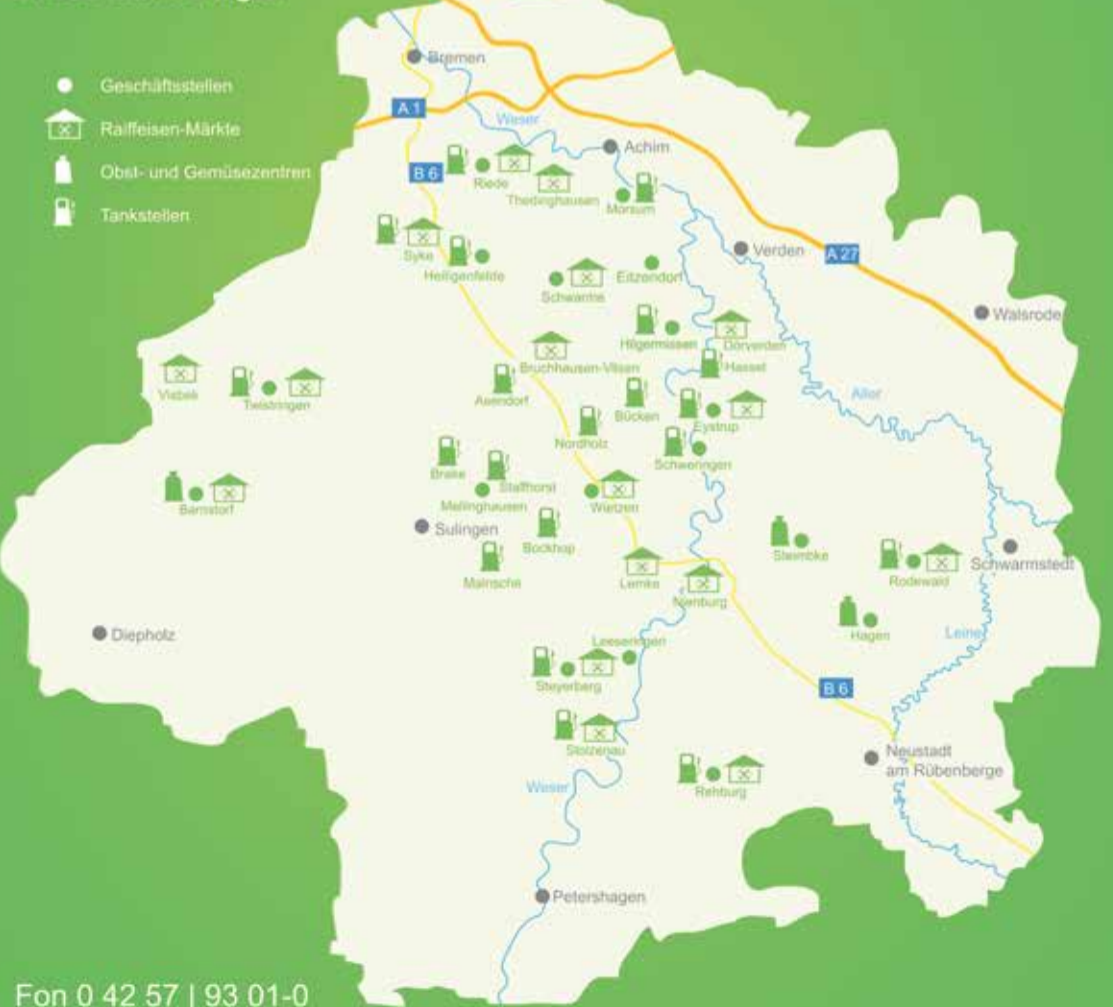 Bremen
Geschäftsstellen
Raiffeisen-Märkte
Obst- und Gemüsezentren
Tankstellen
A 1
Weser
Achim
B 6
Riede
Thedinghausen
Morsum
Syke
Heiligenfelde
Verden
A 27
Schwarme
Eitzendorf
Walsrode
Hilgermissen
Dörverden
Bruchhausen-Vilsen
Hassel
Visbek
Twistringen
Asendorf
Bücken
Aller
Eystrup
Nordholz
Schweringen
Brake
Staffhorst
Barnstorf
Mellinghausen
Wietzen
Sulingen
Bockhop
Steimbke
Schwarmstedt
Mainsche
Lemke
Rodewald
Nienburg
Diepholz
Hagen
Leine
Leeseringen
Steyerberg
B 6
Stolzenau
Neustadt
am Rübenberge
Weser
Rehburg
Petershagen
Fon 0 42 57 | 93 01-0